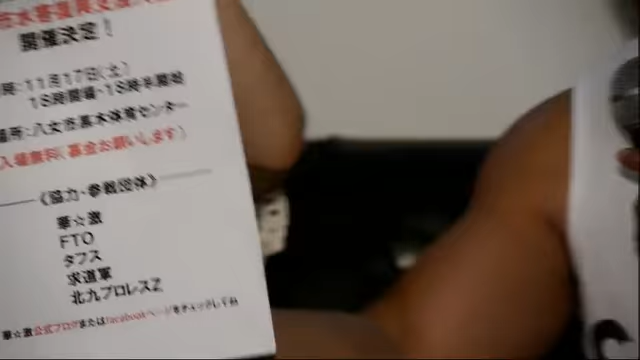 開催決定！
時：11月17日(土)
18時開場・18時半開始
場所：八女市黒木体育センター
入場無料(募金お願いします)
《協力・参戦団体》
華☆激
FTO
タフス
求道軍
北九プロレスZ
華☆激公式ブログまたはfacebookページをチェックして